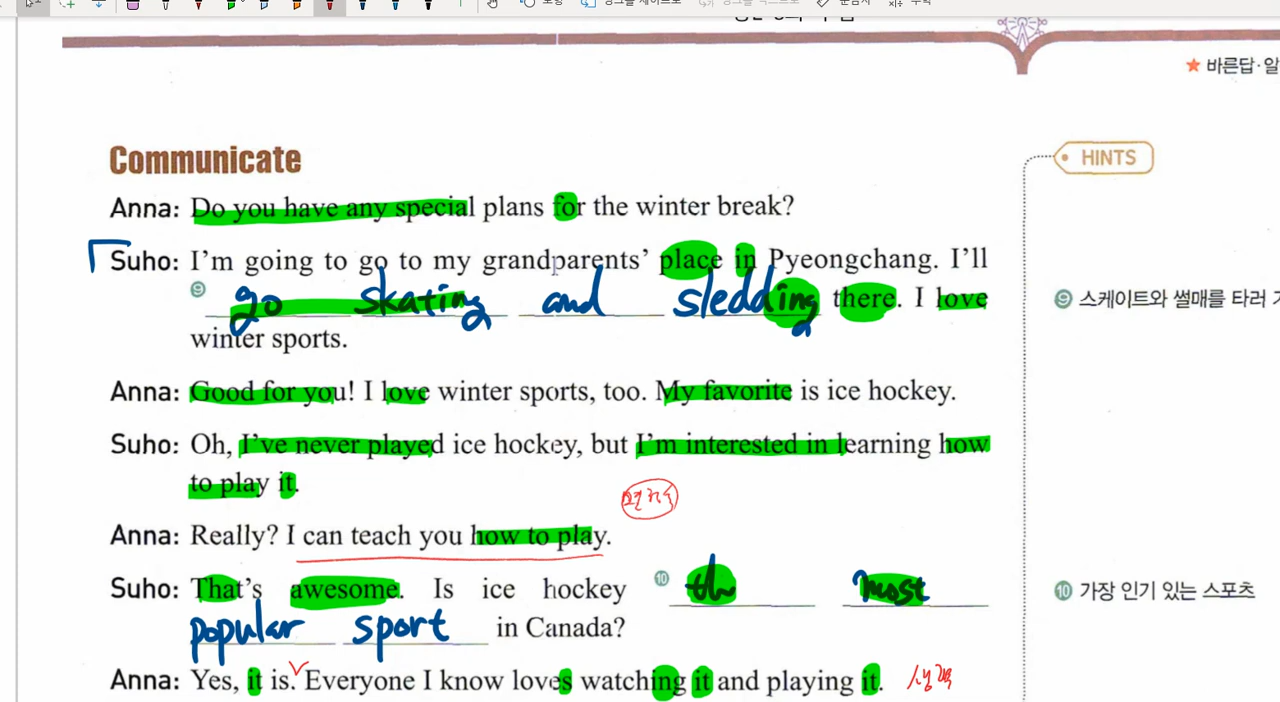 ★ 바른답·알
Communicate
HINTS
Anna: Do you have any special plans for the winter break?
Suho: I'm going to go to my grandparents' place in Pyeongchang. I'll
⑨ go skating and sledding there. I love
⑨ 스케이트와 썰매를 타러
winter sports.
Anna: Good for you! I love winter sports, too. My favorite is ice hockey.
Suho: Oh, I've never played ice hockey, but I'm interested in learning how
to play it.
Anna: Really? I can teach you how to play.
Suho: That's awesome. Is ice hockey ⑩ the most
⑩ 가장 인기 있는 스포츠
popular sport in Canada?
Anna: Yes, it is. Everyone I know loves watching it and playing it. 생략